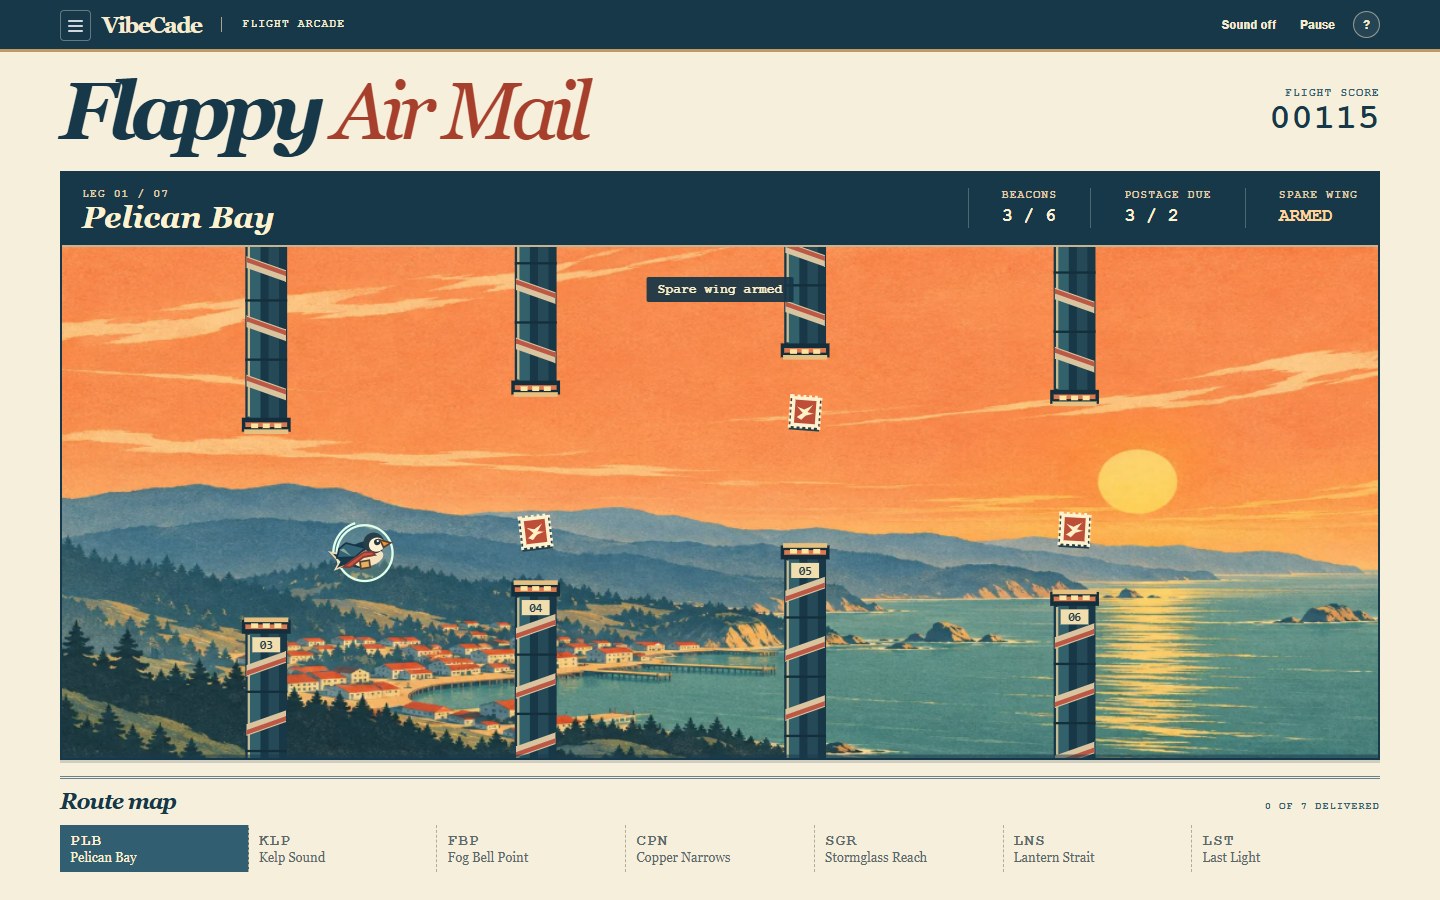 VibeCade
FLIGHT ARCADE
Sound off
Pause
?
Flappy Air Mail
FLIGHT SCORE
00115
LEG 01 / 07
Pelican Bay
BEACONS
3 / 6
POSTAGE DUE
3 / 2
SPARE WING
ARMED
Spare wing armed
03
04
05
06
Route map
0 OF 7 DELIVERED
PLB
Pelican Bay
KLP
Kelp Sound
FBP
Fog Bell Point
CPN
Copper Narrows
SGR
Stormglass Reach
LNS
Lantern Strait
LST
Last Light